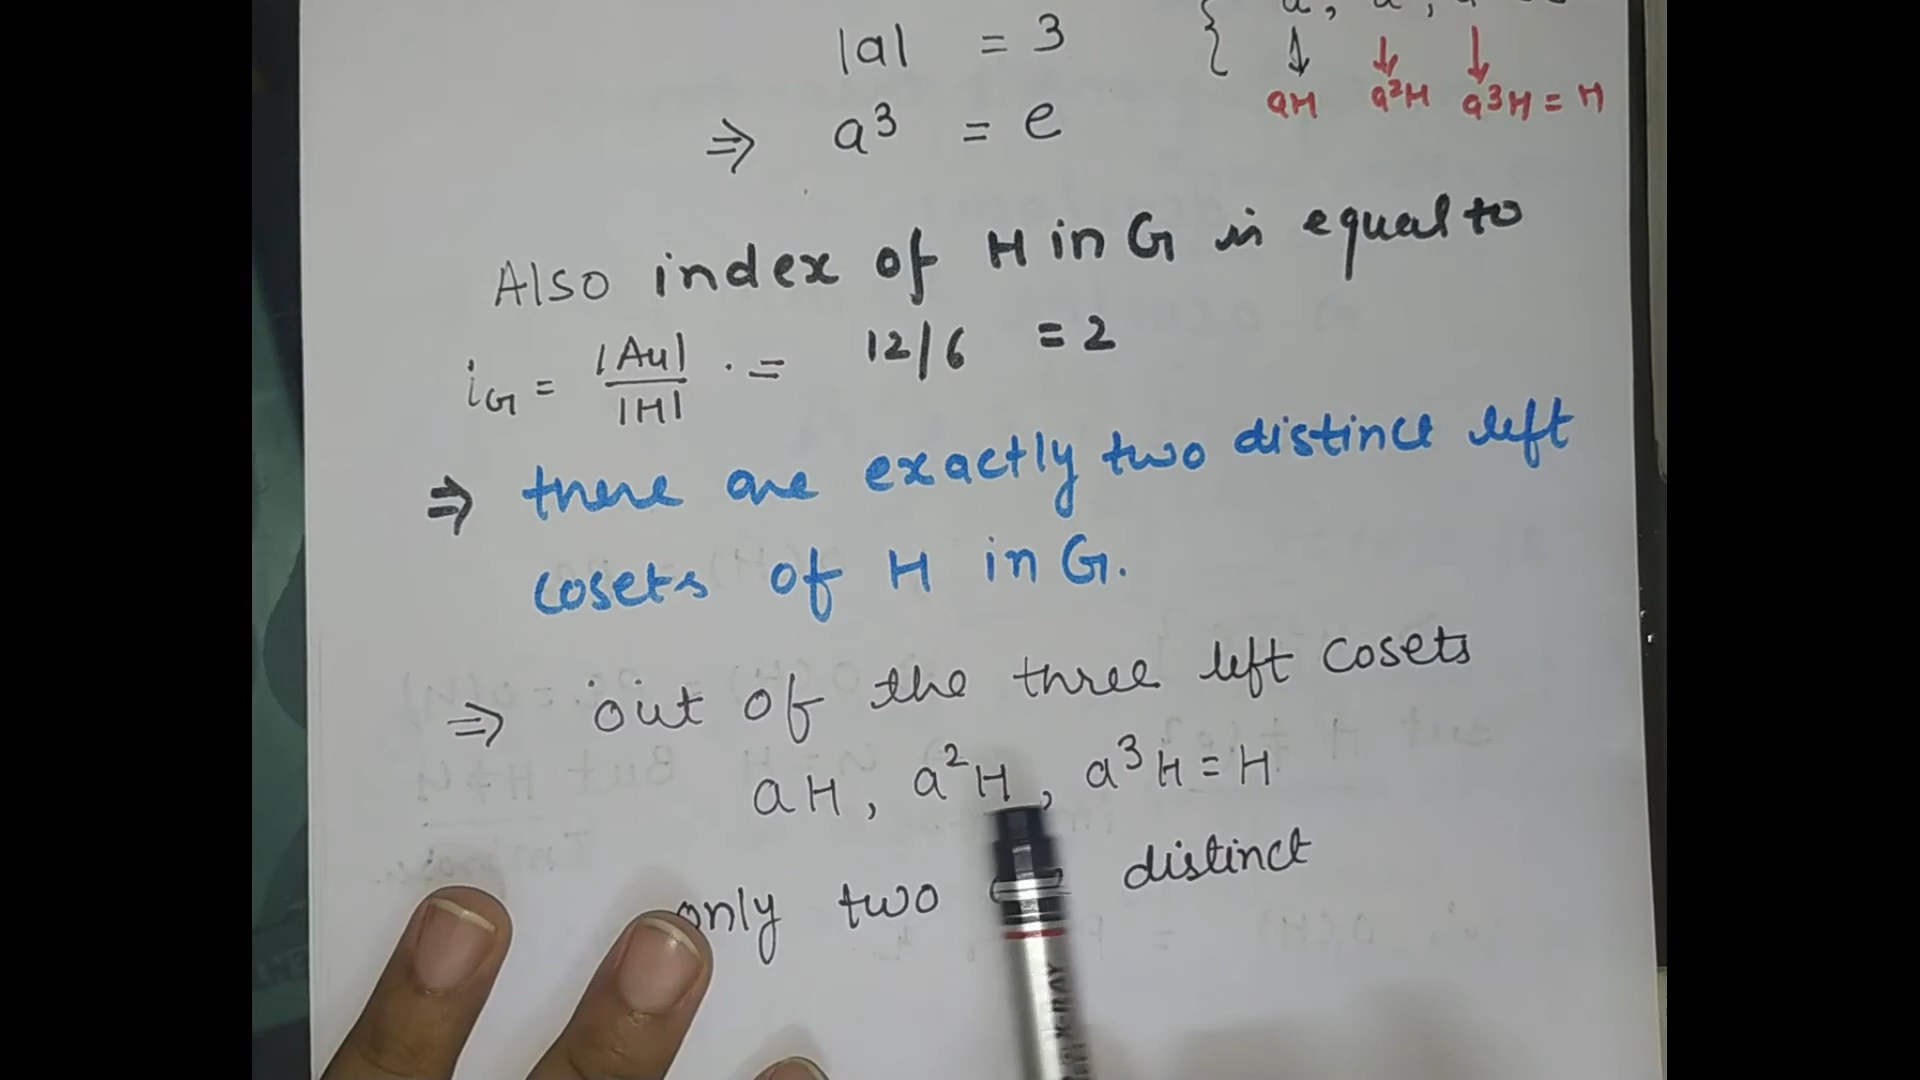 |a| = 3 {
aH a²H a³H = H
⇒ a³ = e
Also index of H in G is equal to
iG = |A4| / |H| . = 12/6 = 2
⇒ there are exactly two distinct left
cosets of H in G.
⇒ out of the three left cosets
aH, a²H, a³H = H
only two distinct